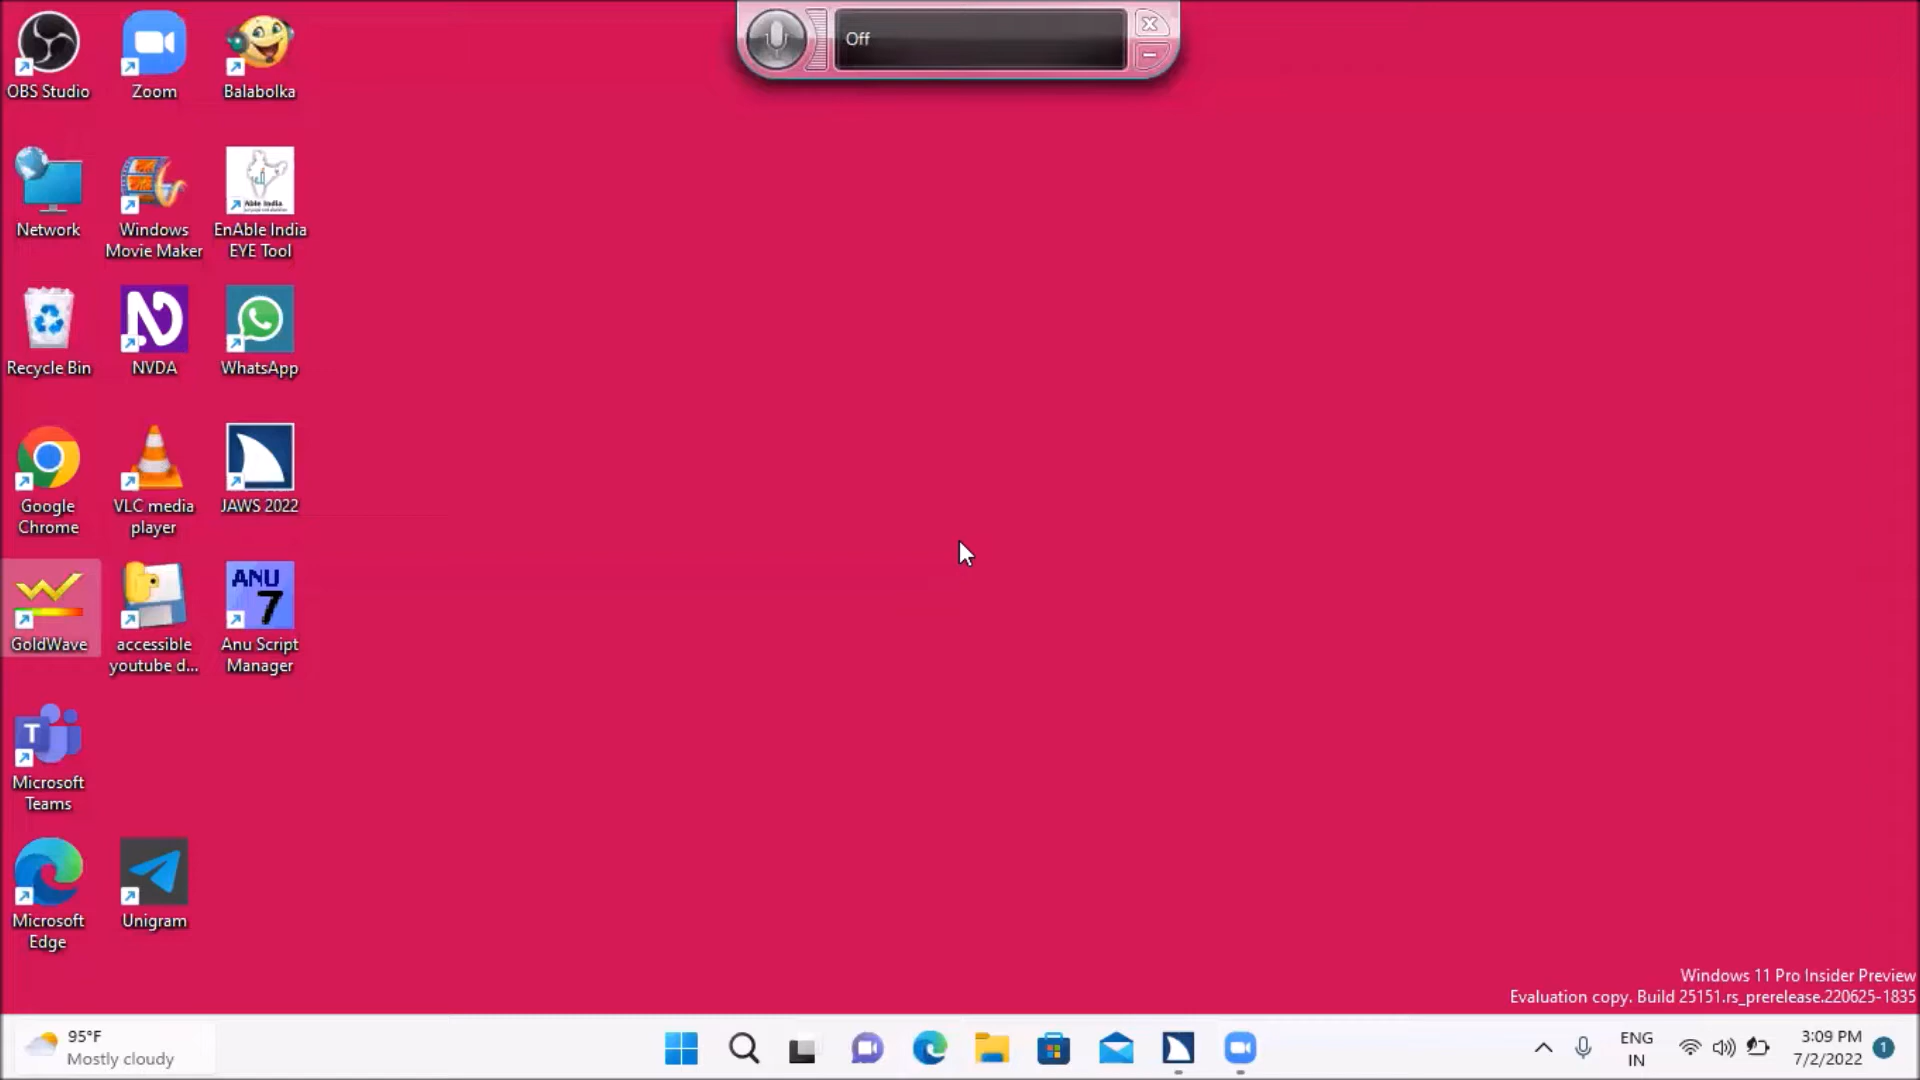 Off
OBS Studio
Zoom
Balabolka
Network
Windows
Movie Maker
Able India
EnAble India
EYE Tool
Recycle Bin
NVDA
WhatsApp
Google
Chrome
VLC media
player
JAWS 2022
GoldWave
accessible
youtube d...
ANU
7
Anu Script
Manager
T
Microsoft
Teams
Microsoft
Edge
Unigram
Windows 11 Pro Insider Preview
Evaluation copy. Build 25151.rs_prerelease.220625-1835
95°F
Mostly cloudy
ENG
IN
3:09 PM
7/2/2022
1